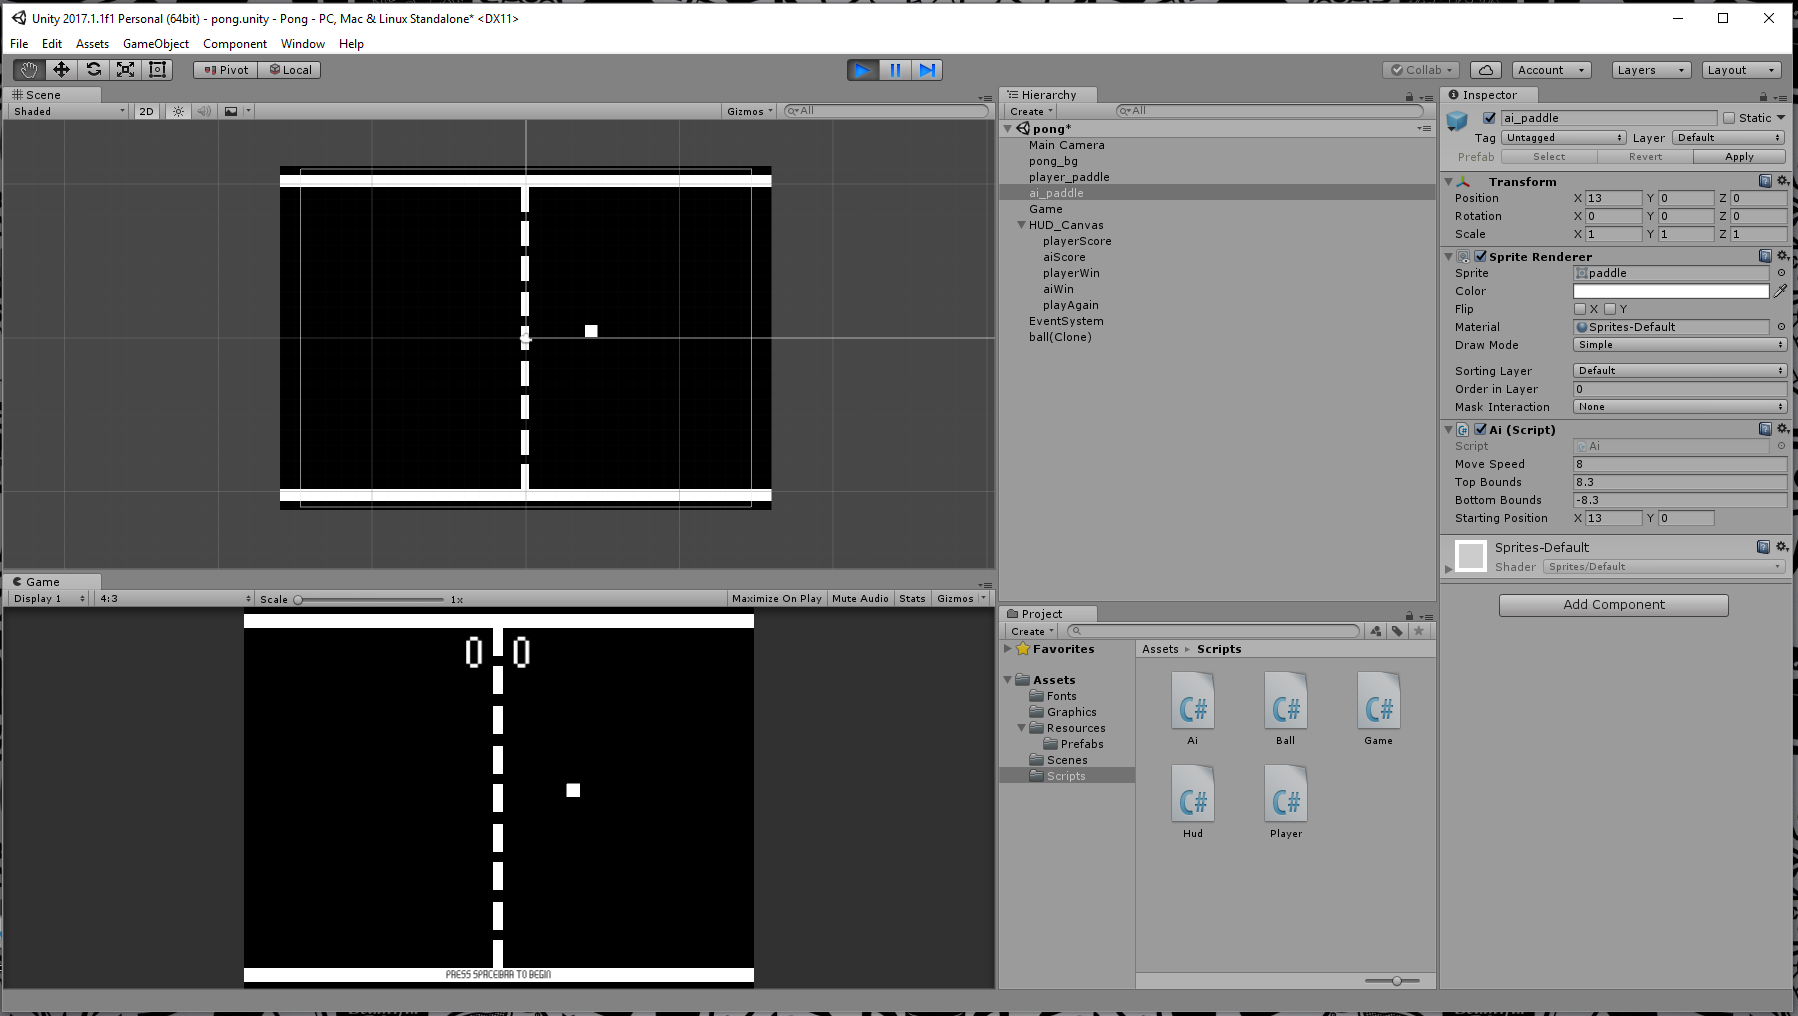 Unity 2017.1.1f1 Personal (64bit) - pong.unity - Pong - PC, Mac & Linux Standalone* <DX11>
File Edit Assets GameObject Component Window Help
Pivot Local Collab Account Layers Layout
Scene
Shaded 2D Gizmos All
Game
Display 1 4:3 Scale 1x Maximize On Play Mute Audio Stats Gizmos
0 0
PRESS SPACEBAR TO BEGIN
Hierarchy
Create All
pong*
Main Camera
pong_bg
player_paddle
ai_paddle
Game
HUD_Canvas
playerScore
aiScore
playerWin
aiWin
playAgain
EventSystem
ball(Clone)
Project
Create
Favorites
Assets
Fonts
Graphics
Resources
Prefabs
Scenes
Scripts
Assets Scripts
Ai Ball Game
Hud Player
Inspector
ai_paddle Static
Tag Untagged Layer Default
Prefab Select Revert Apply
Transform
Position X 13 Y 0 Z 0
Rotation X 0 Y 0 Z 0
Scale X 1 Y 1 Z 1
Sprite Renderer
Sprite paddle
Color
Flip X Y
Material Sprites-Default
Draw Mode Simple
Sorting Layer Default
Order in Layer 0
Mask Interaction None
Ai (Script)
Script Ai
Move Speed 8
Top Bounds 8.3
Bottom Bounds -8.3
Starting Position X 13 Y 0
Sprites-Default
Shader Sprites/Default
Add Component